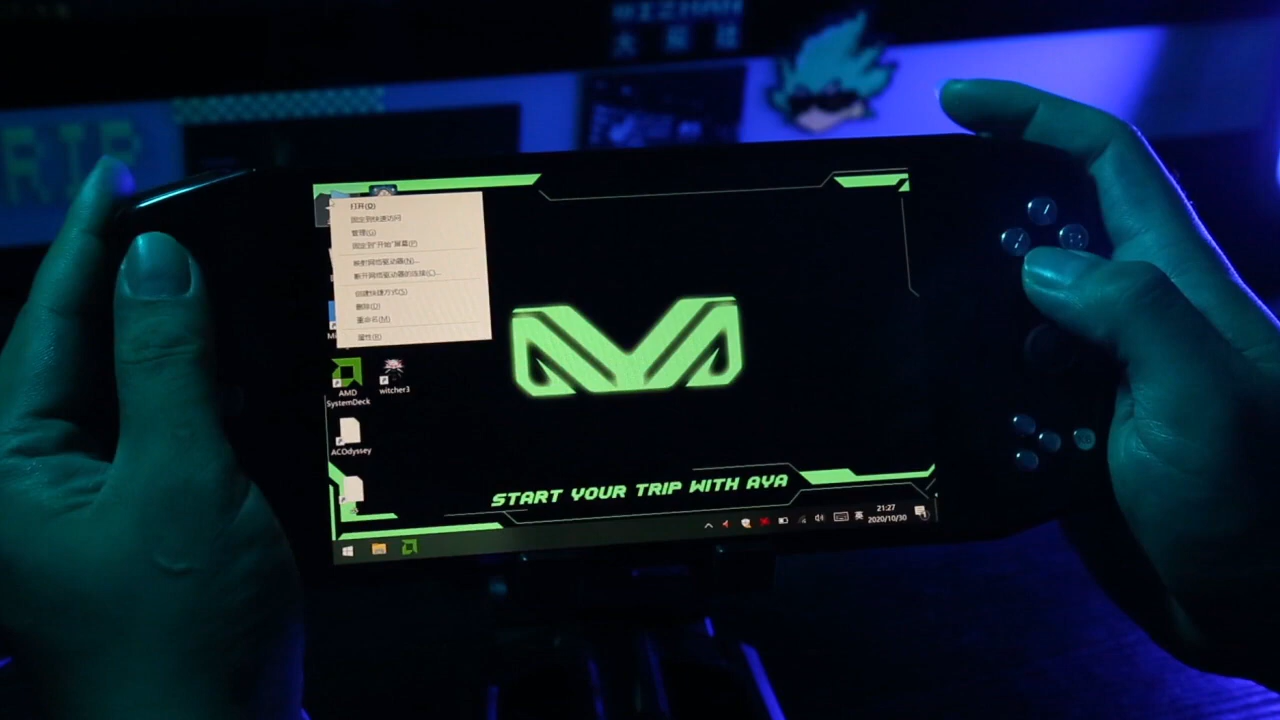 RIP
打开(O)
固定到快速访问
管理(G)
固定到"开始"屏幕(P)
映射网络驱动器(N)...
断开网络驱动器的连接(C)...
创建快捷方式(S)
删除(D)
重命名(M)
属性(R)
AMD
SystemDeck
witcher3
ACOdyssey
START YOUR TRIP WITH AYA
英
21:27
2020/10/30